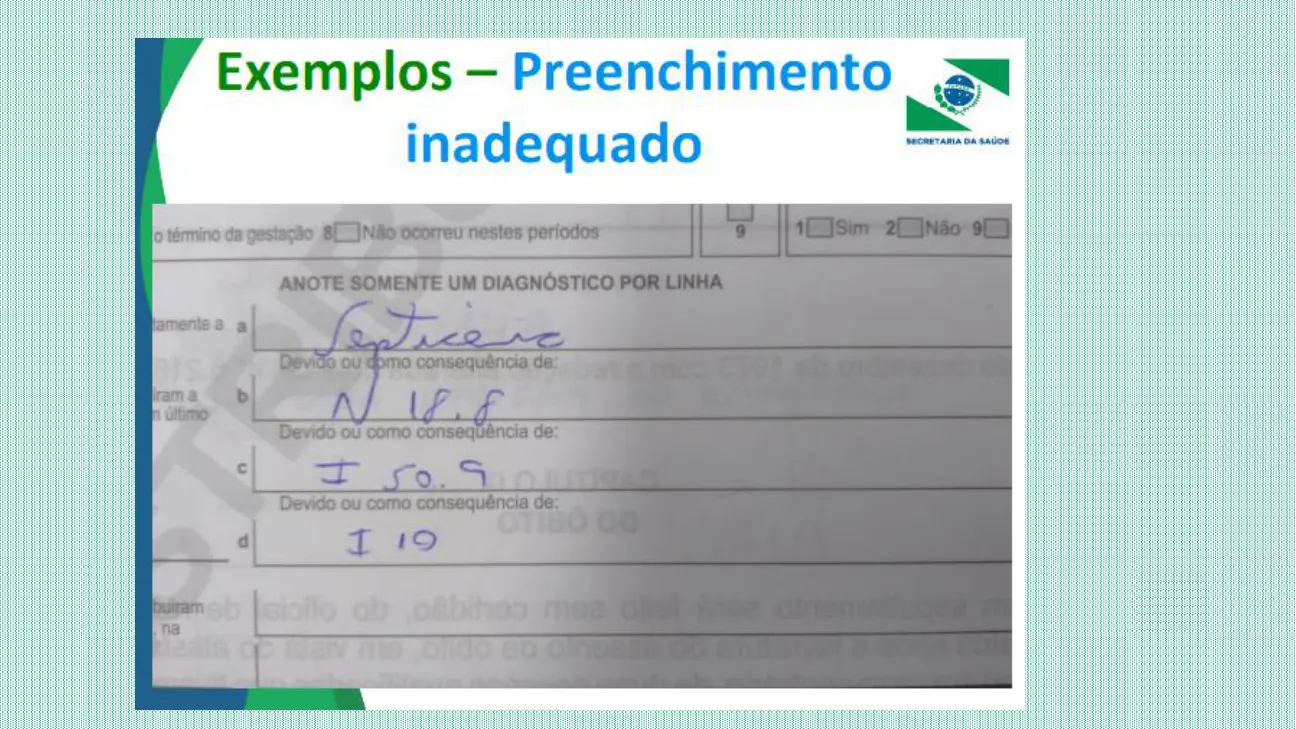 Exemplos – Preenchimento
inadequado
SECRETARIA DA SAÚDE
o término da gestação 8 Não ocorreu nestes períodos
9
1 Sim 2 Não 9
ANOTE SOMENTE UM DIAGNÓSTICO POR LINHA
tamente a a Septicemia
Devido ou como consequência de:
iram a b N 18.8
n último
Devido ou como consequência de:
c I 50.9
Devido ou como consequência de:
d I 10
buiram
, na